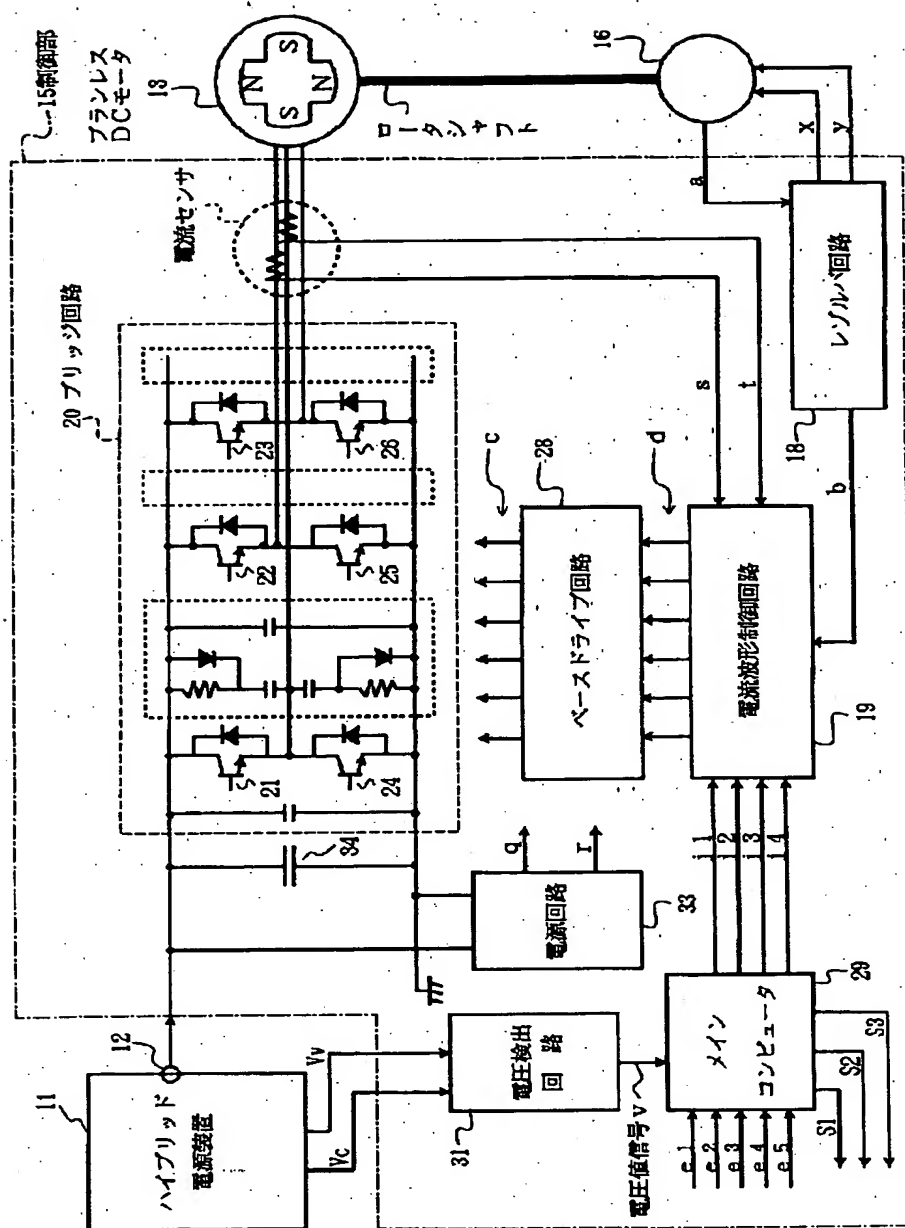 15制御部
ブラシレス
DCモータ
13
N
S
S
N
ロータシャフト
16
x
y
a
レゾルバ回路
18
b
電流センサ
20 ブリッジ回路
21
22
23
24
25
26
34
s
t
c
28
ベースドライブ回路
d
電流波形制御回路
19
i1
i2
i3
i4
電源回路
q
r
33
11
ハイブリッド
電源装置
12
Vv
Vc
電圧検出
回路
31
電圧値信号v
メイン
コンピュータ
29
e1
e2
e3
e4
e5
S1
S2
S3